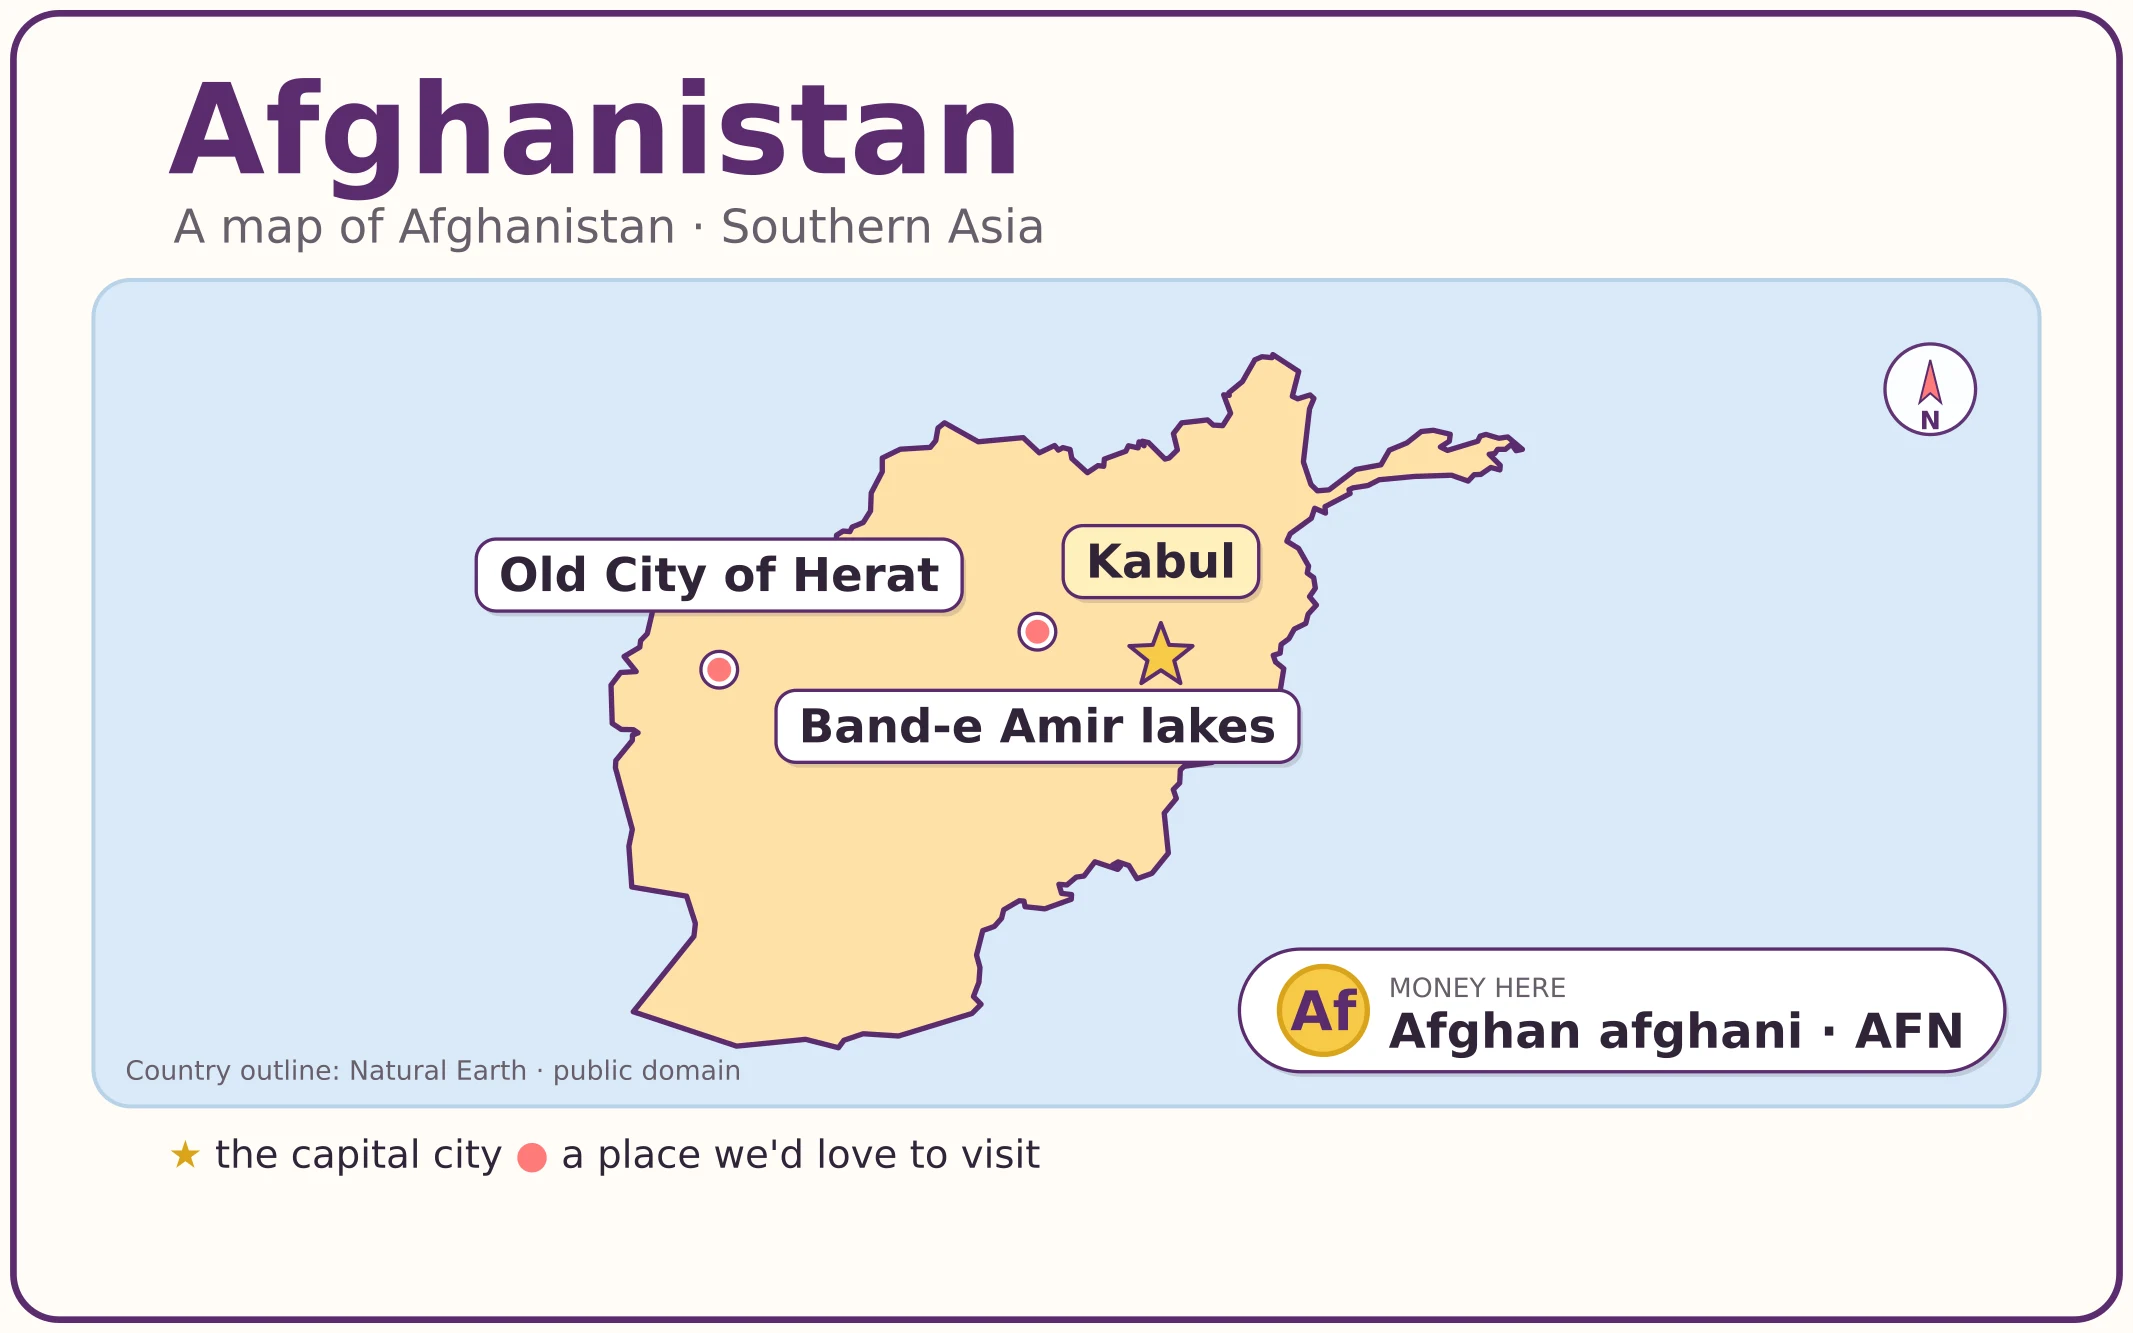 Afghanistan
A map of Afghanistan · Southern Asia
N
Old City of Herat
Kabul
Band-e Amir lakes
Af
MONEY HERE
Afghan afghani · AFN
Country outline: Natural Earth · public domain
★ the capital city ● a place we'd love to visit